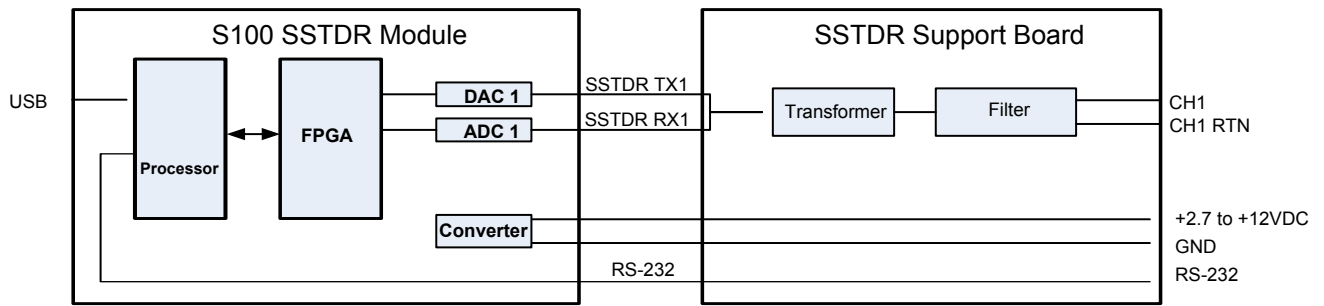 S100 SSTDR Module
SSTDR Support Board
USB
Processor
FPGA
DAC 1
ADC 1
SSTDR TX1
SSTDR RX1
Transformer
Filter
CH1
CH1 RTN
Converter
+2.7 to +12VDC
GND
RS-232
RS-232